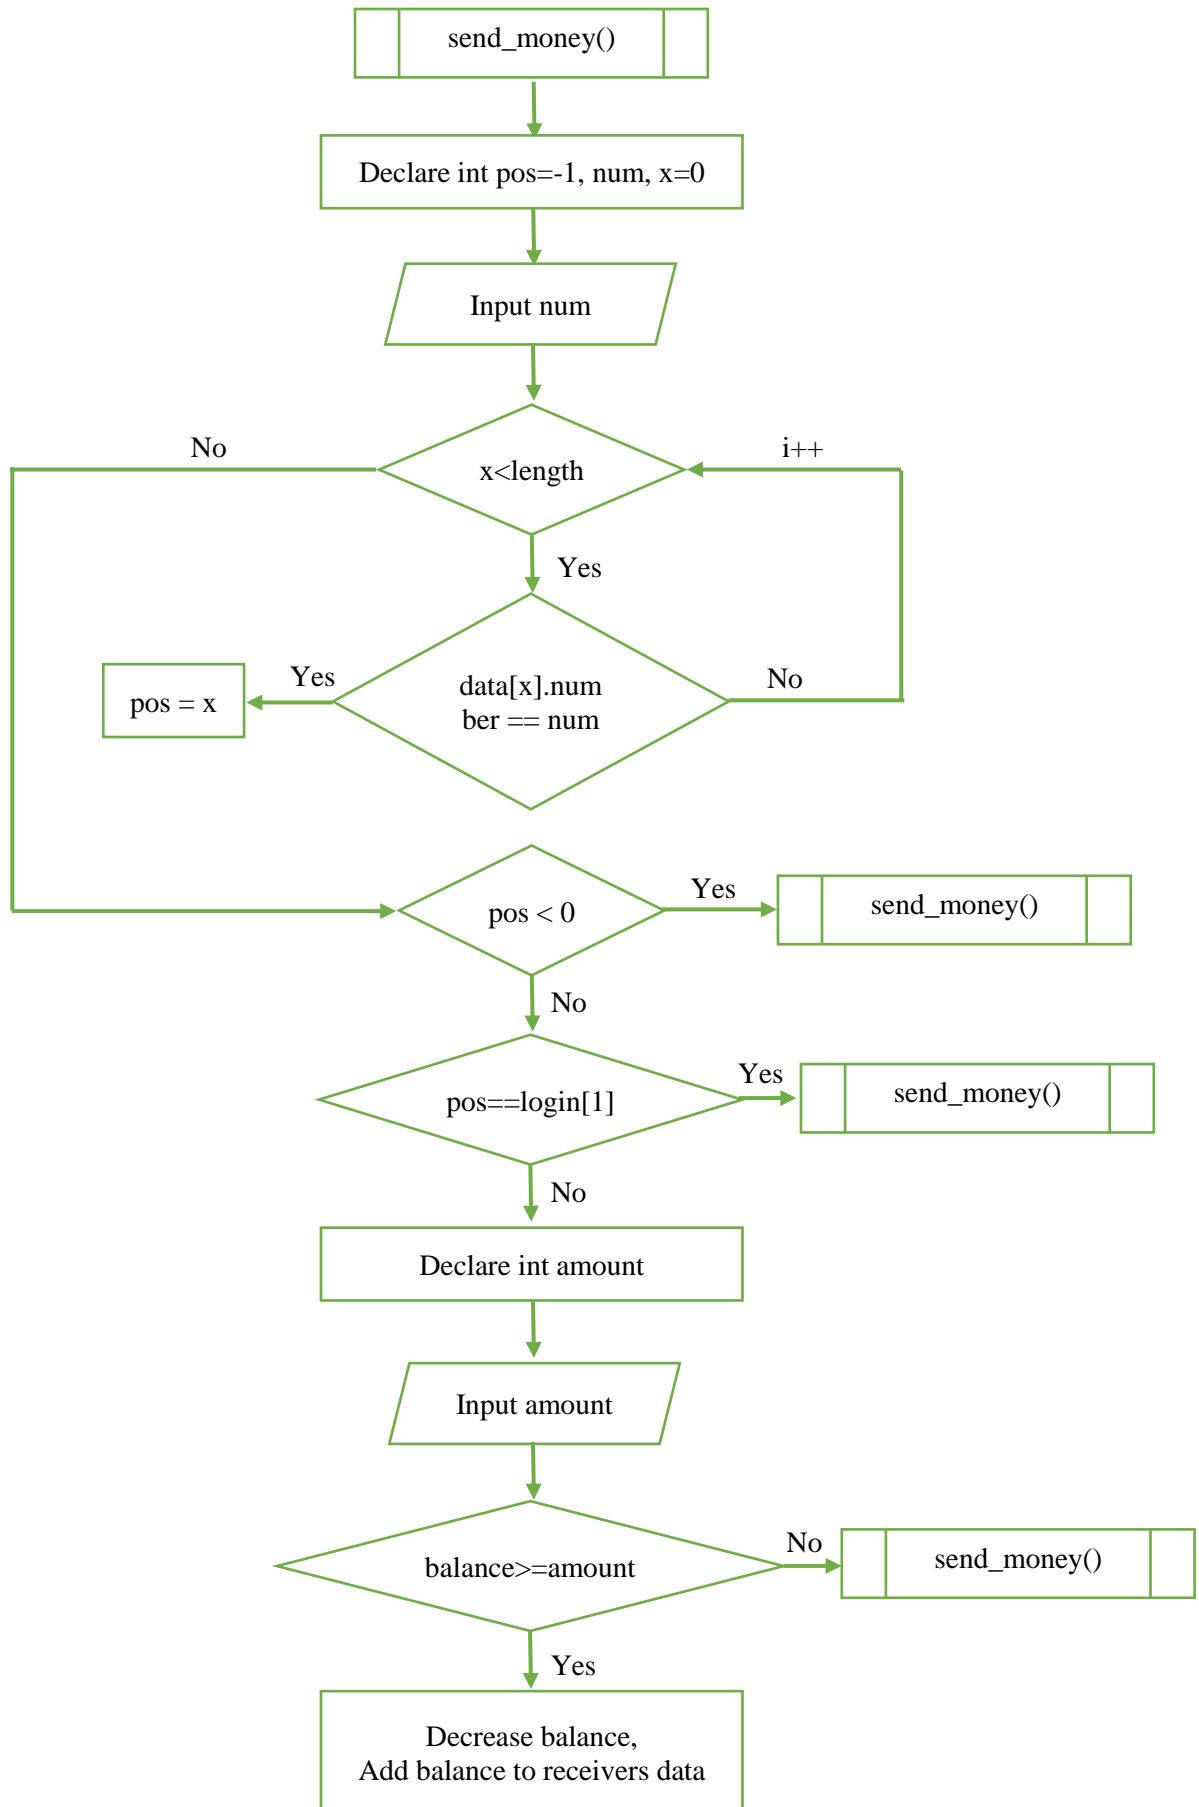 send_money()
Declare int pos=-1, num, x=0
Input num
No
i++
x<length
Yes
Yes
No
data[x].num
ber == num
pos = x
Yes
pos < 0
send_money()
No
Yes
pos==login[1]
send_money()
No
Declare int amount
Input amount
No
balance>=amount
send_money()
Yes
Decrease balance,
Add balance to receivers data